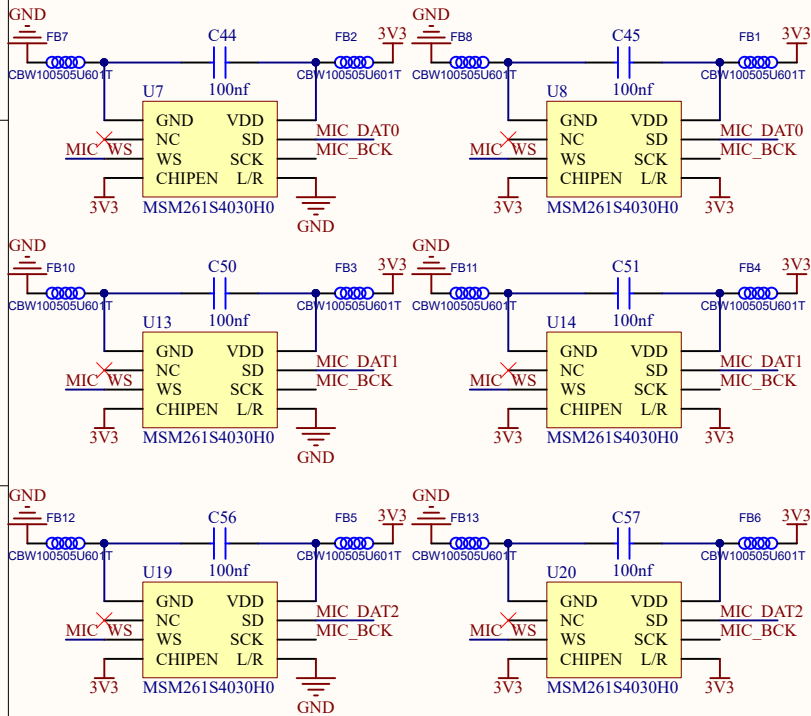 GND GND
FB7 C44 FB2 3V3 FB8 C45 FB1 3V3
CBW100505U601T 100nf CBW100505U601T CBW100505U601T 100nf CBW100505U601T
U7 U8
GND VDD GND VDD
NC SD MIC_DAT0 NC SD MIC_DAT0
MIC_WS WS SCK MIC_BCK MIC_WS WS SCK MIC_BCK
CHIPEN L/R CHIPEN L/R
3V3 MSM261S4030H0 GND 3V3 MSM261S4030H0 3V3
GND GND
FB10 C50 FB3 3V3 FB11 C51 FB4 3V3
CBW100505U601T 100nf CBW100505U601T CBW100505U601T 100nf CBW100505U601T
U13 U14
GND VDD GND VDD
NC SD MIC_DAT1 NC SD MIC_DAT1
MIC_WS WS SCK MIC_BCK MIC_WS WS SCK MIC_BCK
CHIPEN L/R CHIPEN L/R
3V3 MSM261S4030H0 GND 3V3 MSM261S4030H0 3V3
GND GND
FB12 C56 FB5 3V3 FB13 C57 FB6 3V3
CBW100505U601T 100nf CBW100505U601T CBW100505U601T 100nf CBW100505U601T
U19 U20
GND VDD GND VDD
NC SD MIC_DAT2 NC SD MIC_DAT2
MIC_WS WS SCK MIC_BCK MIC_WS WS SCK MIC_BCK
CHIPEN L/R CHIPEN L/R
3V3 MSM261S4030H0 GND 3V3 MSM261S4030H0 3V3